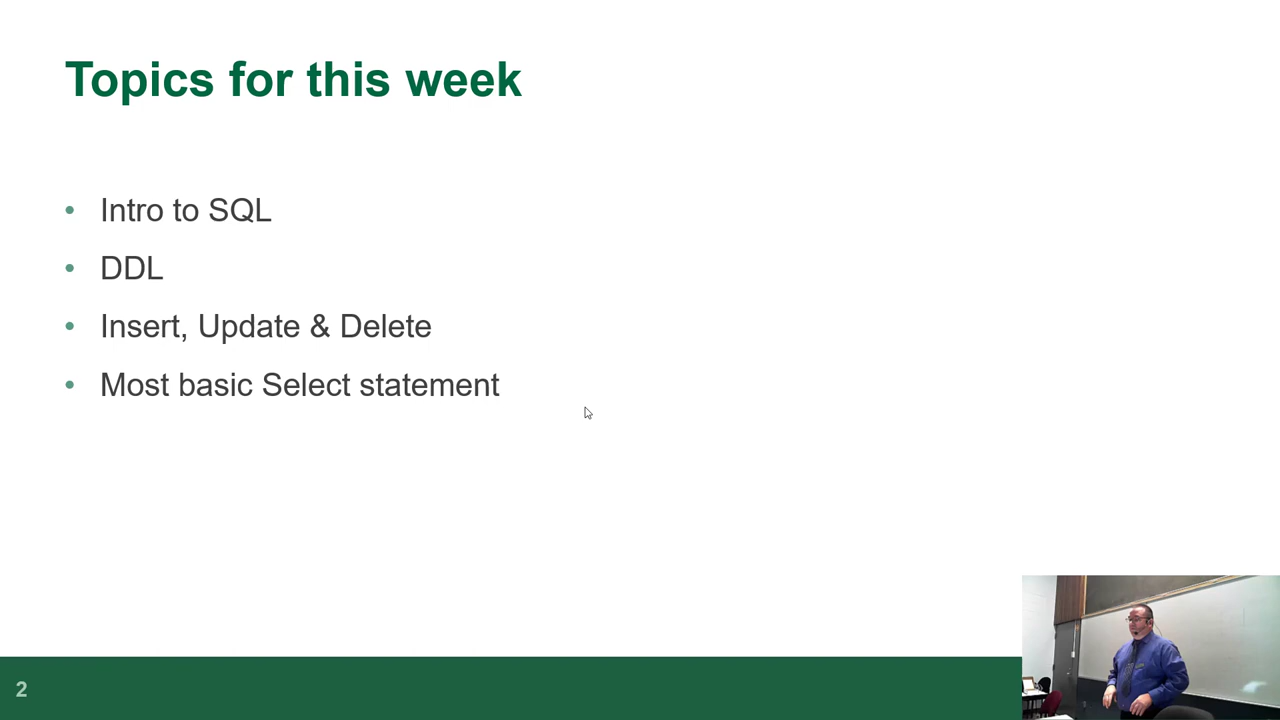 Topics for this week
• Intro to SQL
• DDL
• Insert, Update & Delete
• Most basic Select statement
2